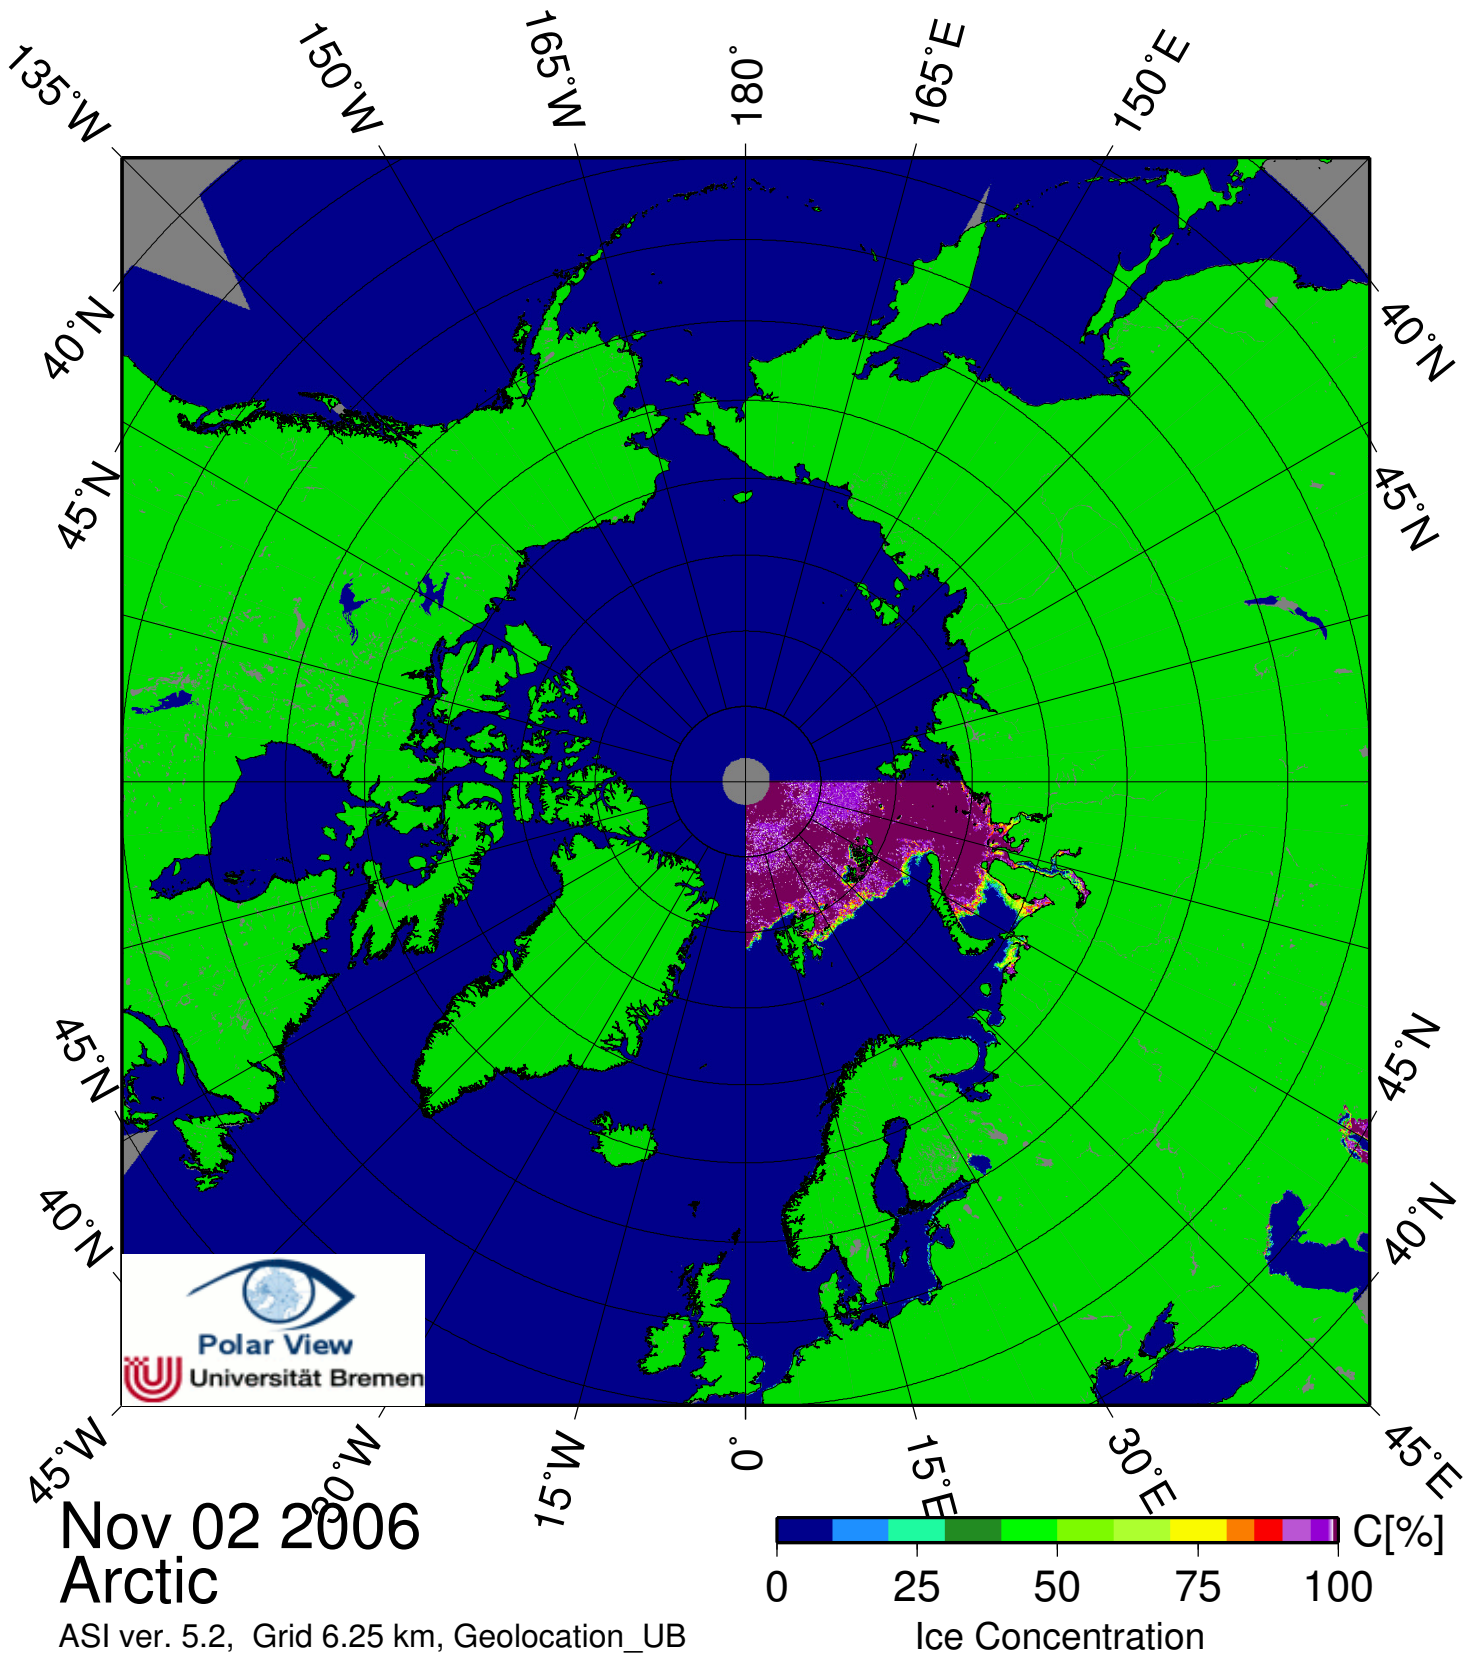 135°W
150°W
165°W
180°
165°E
150°E
40°N
40°N
45°N
45°N
45°N
45°N
40°N
40°N
Polar View
Universität Bremen
45°W
30°W
15°W
0°
15°E
30°E
45°E
Nov 02 2006
Arctic
ASI ver. 5.2, Grid 6.25 km, Geolocation_UB
C[%]
0 25 50 75 100
Ice Concentration